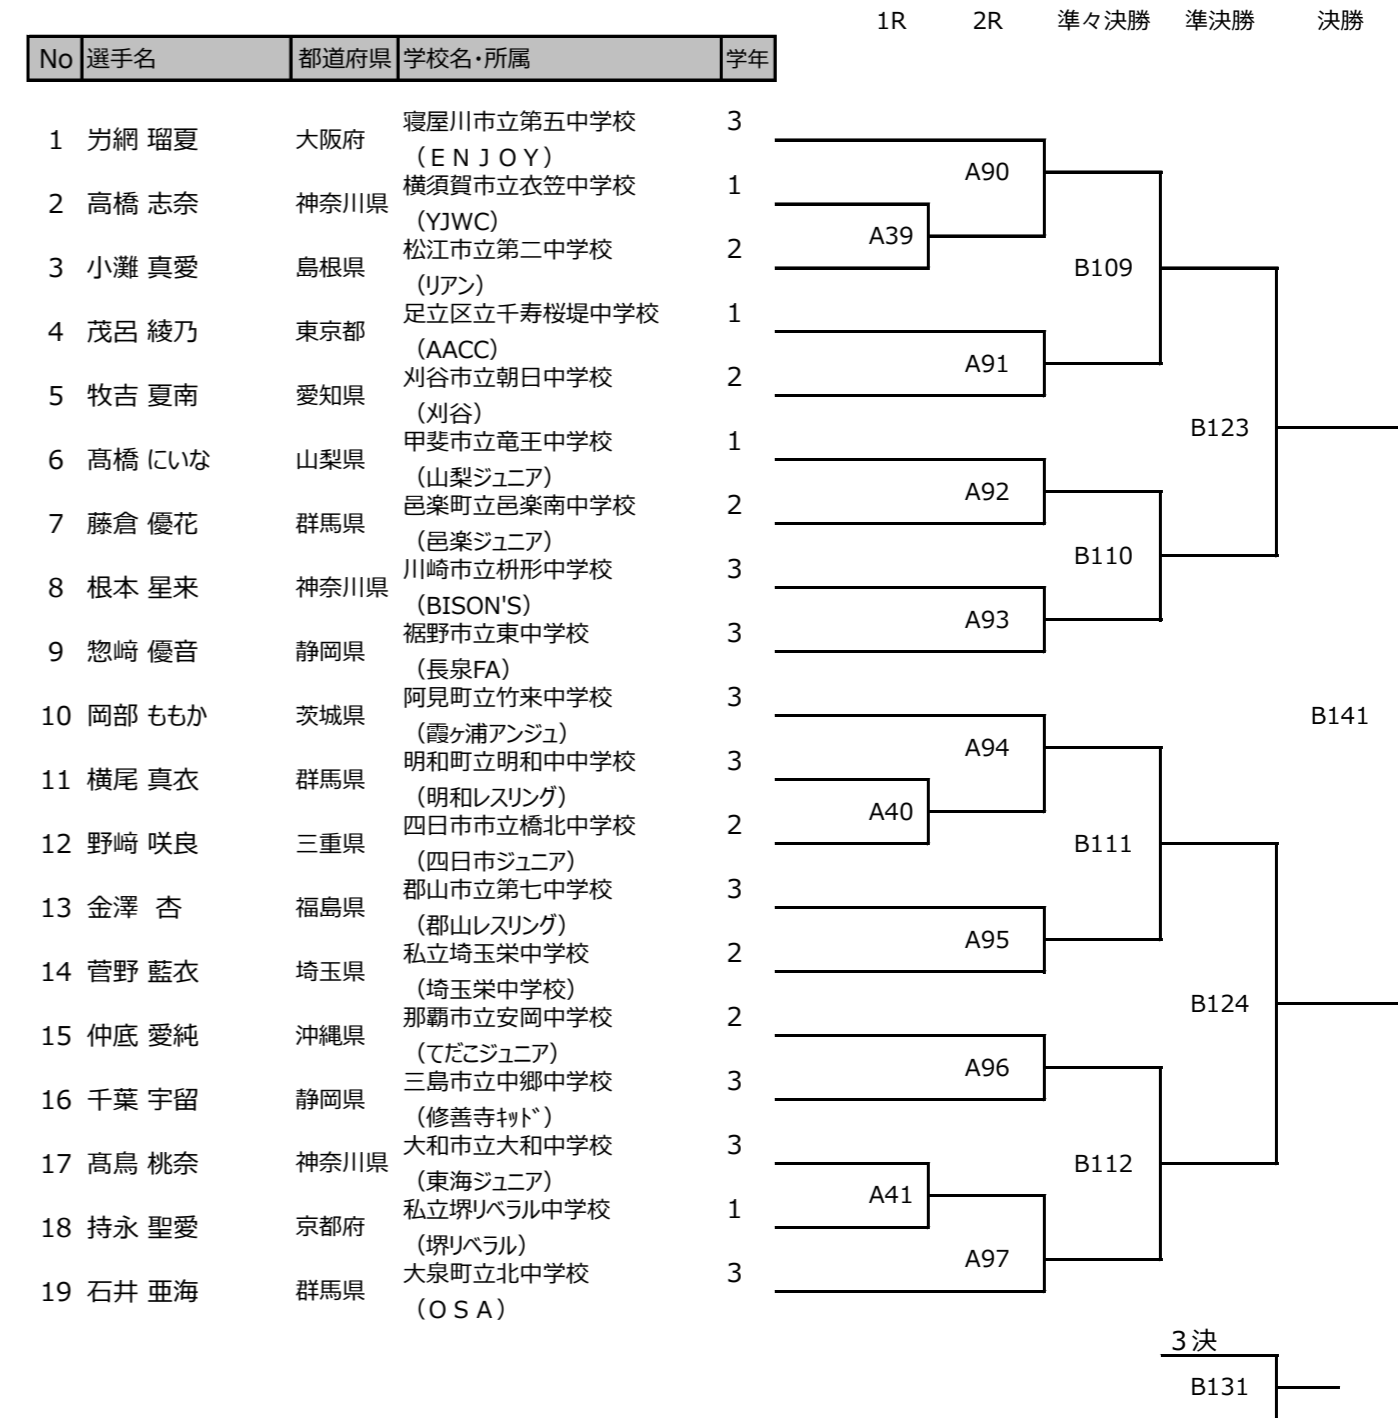 1R 2R 準々決勝 準決勝 決勝
No 選手名 都道府県 学校名・所属 学年
寝屋川市立第五中学校 3
1 竻網 瑠夏 大阪府
（ＥＮＪＯＹ）
A90
横須賀市立衣笠中学校 1
2 高橋 志奈 神奈川県
（YJWC）
A39
松江市立第二中学校 2
3 小灘 真愛 島根県 B109
（リアン）
足立区立千寿桜堤中学校 1
4 茂呂 綾乃 東京都
（AACC）
A91
刈谷市立朝日中学校 2
5 牧吉 夏南 愛知県
（刈谷）
B123
甲斐市立竜王中学校 1
6 髙橋 にいな 山梨県
（山梨ジュニア）
A92
邑楽町立邑楽南中学校 2
7 藤倉 優花 群馬県
（邑楽ジュニア）
B110
川崎市立枡形中学校 3
8 根本 星来 神奈川県
（BISON'S）
A93
裾野市立東中学校 3
9 惣﨑 優音 静岡県
（長泉FA）
阿見町立竹来中学校 3
10 岡部 ももか 茨城県 B141
（霞ヶ浦アンジュ）
A94
明和町立明和中中学校 3
11 横尾 真衣 群馬県
（明和レスリング）
A40
四日市市立橋北中学校 2
12 野﨑 咲良 三重県 B111
（四日市ジュニア）
郡山市立第七中学校 3
13 金澤 杏 福島県
（郡山レスリング）
A95
私立埼玉栄中学校 2
14 菅野 藍衣 埼玉県
（埼玉栄中学校）
B124
那覇市立安岡中学校 2
15 仲底 愛純 沖縄県
（てだこジュニア）
A96
三島市立中郷中学校 3
16 千葉 宇留 静岡県
（修善寺ｷｯﾄﾞ）
大和市立大和中学校 3
17 髙鳥 桃奈 神奈川県 B112
（東海ジュニア）
A41
私立堺リベラル中学校 1
18 持永 聖愛 京都府
（堺リベラル）
A97
大泉町立北中学校 3
19 石井 亜海 群馬県
（ＯＳＡ）
３決
B131